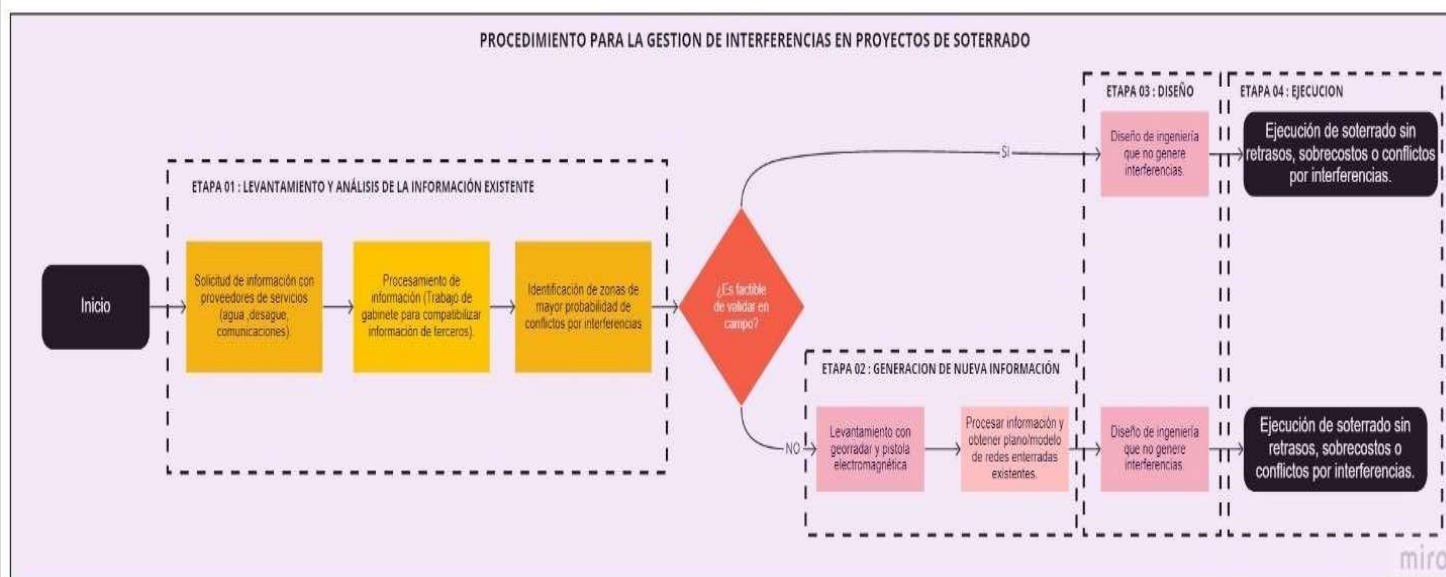 PROCEDIMIENTO PARA LA GESTION DE INTERFERENCIAS EN PROYECTOS DE SOTERRADO
ETAPA 01 : LEVANTAMIENTO Y ANÁLISIS DE LA INFORMACIÓN EXISTENTE
Inicio
Solicitud de información con
proveedores de servicios
(agua ,desague,
comunicaciones).
Procesamiento de
información (Trabajo de
gabinete para compatibilizar
información de terceros).
Identificación de zonas de
mayor probabilidad de
conflictos por interferencias
¿Es factible
de validar en
campo?
SI
ETAPA 03 : DISEÑO
Diseño de ingeniería
que no genere
interferencias.
ETAPA 04 : EJECUCION
Ejecución de soterrado sin
retrasos, sobrecostos o conflictos
por interferencias.
NO
ETAPA 02 : GENERACION DE NUEVA INFORMACIÓN
Levantamiento con
georradar y pistola
electromagnética
Procesar información y
obtener plano/modelo
de redes enterradas
existentes.
Diseño de ingeniería
que no genere
interferencias.
Ejecución de soterrado sin
retrasos, sobrecostos o
conflictos por interferencias.
miro